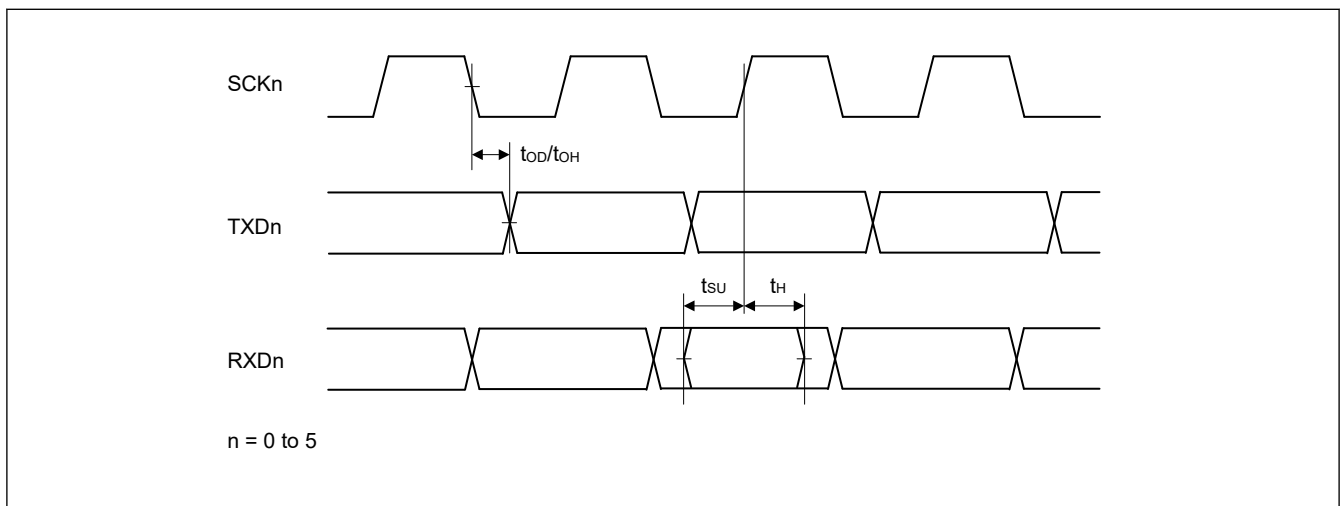 SCKn
tOD/tOH
TXDn
tSU tH
RXDn
n = 0 to 5